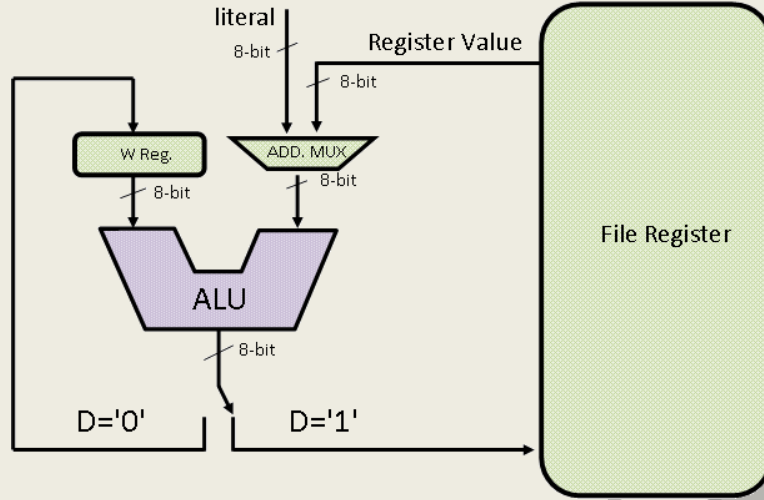 literal
8-bit
Register Value
8-bit
W Reg.
ADD. MUX
8-bit
8-bit
File Register
ALU
8-bit
D='0'
D='1'